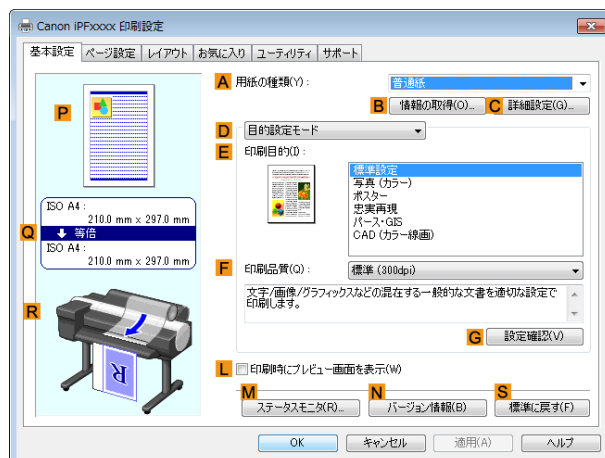 Canon iPFxxxx 印刷設定
基本設定 ページ設定 レイアウト お気に入り ユーティリティ サポート
P
ISO A4 :
210.0 mm x 297.0 mm
Q 等倍
ISO A4 :
210.0 mm x 297.0 mm
R
R
A 用紙の種類(Y) : 普通紙
B 情報の取得(O)... C 詳細設定(G)...
D 目的設定モード
E 印刷目的(I) :
標準設定
写真 (カラー)
ポスター
忠実再現
パース・GIS
CAD (カラー線画)
F 印刷品質(Q) : 標準 (300dpi)
文字/画像/グラフィックスなどの混在する一般的な文書を適切な設定で
印刷します。
G 設定確認(V)
L 印刷時にプレビュー画面を表示(W)
M N S
ステータスモニタ(R)... バージョン情報(B) 標準に戻す(F)
OK キャンセル 適用(A) ヘルプ